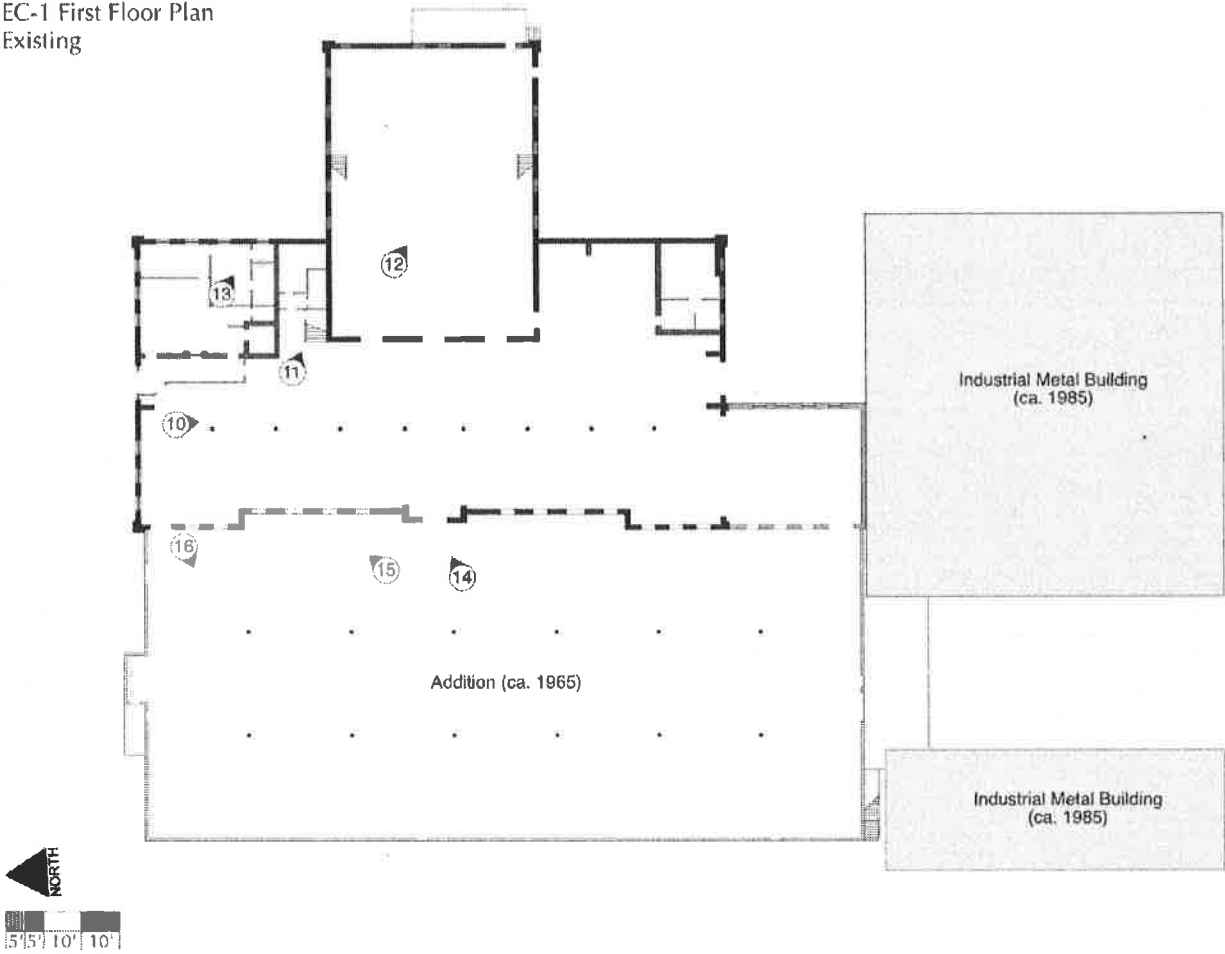 EC-1 First Floor Plan
Existing
12
13
11
10
Industrial Metal Building
(ca. 1985)
16
15
14
Addition (ca. 1965)
Industrial Metal Building
(ca. 1985)
NORTH
5' 5' 10' 10'